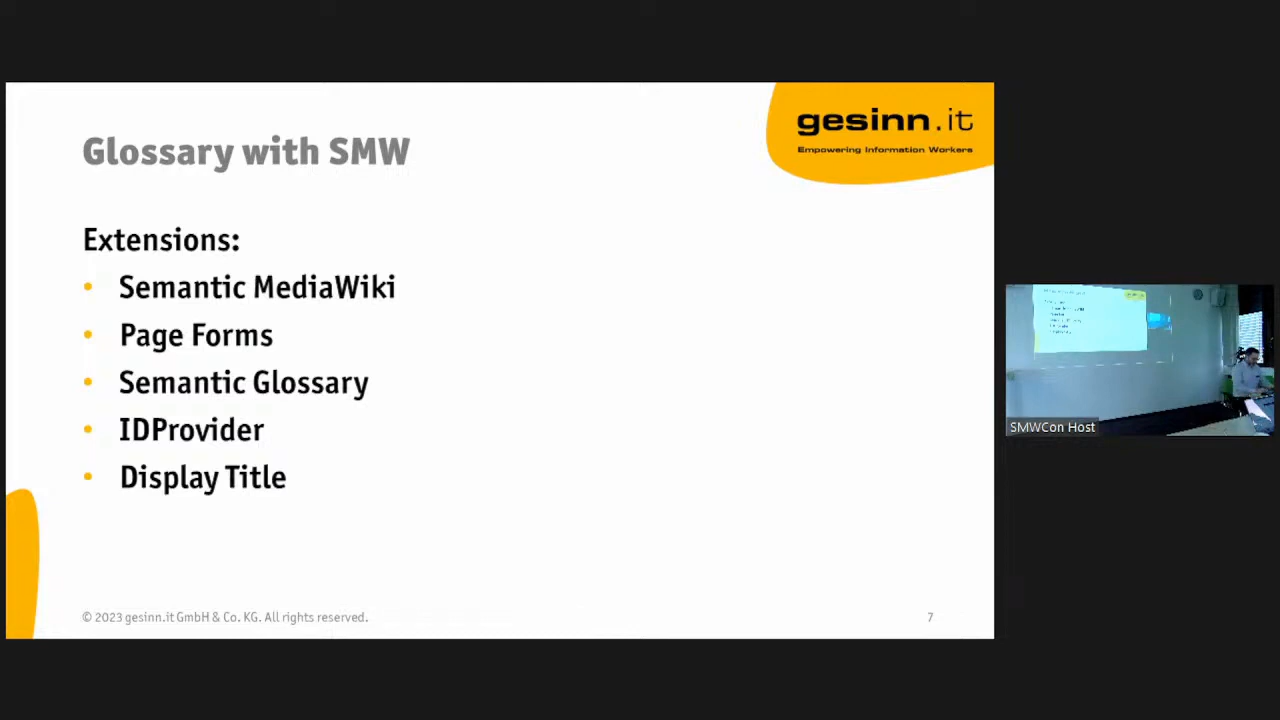 Glossary with SMW
gesinn.it
Empowering Information Workers
Extensions:
• Semantic MediaWiki
• Page Forms
• Semantic Glossary
• IDProvider
• Display Title
© 2023 gesinn.it GmbH & Co. KG. All rights reserved.
7
SMWCon Host